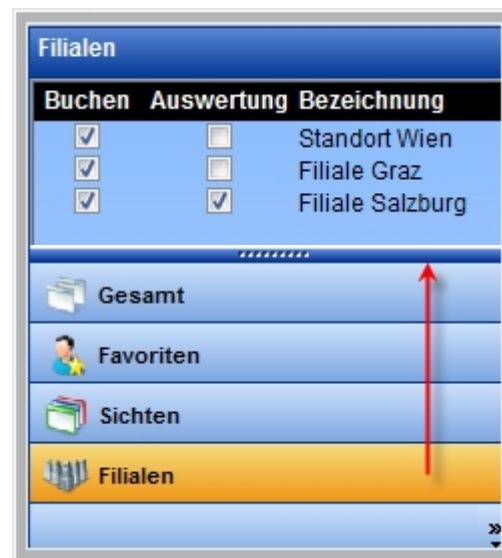 Filialen
Buchen Auswertung Bezeichnung
Standort Wien
Filiale Graz
Filiale Salzburg
Gesamt
Favoriten
Sichten
Filialen
»